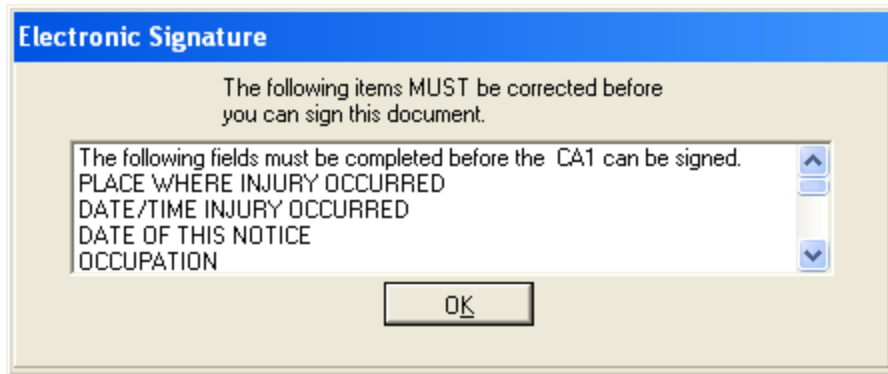 Electronic Signature
The following items MUST be corrected before
you can sign this document.
The following fields must be completed before the CA1 can be signed.
PLACE WHERE INJURY OCCURRED
DATE/TIME INJURY OCCURRED
DATE OF THIS NOTICE
OCCUPATION
OK